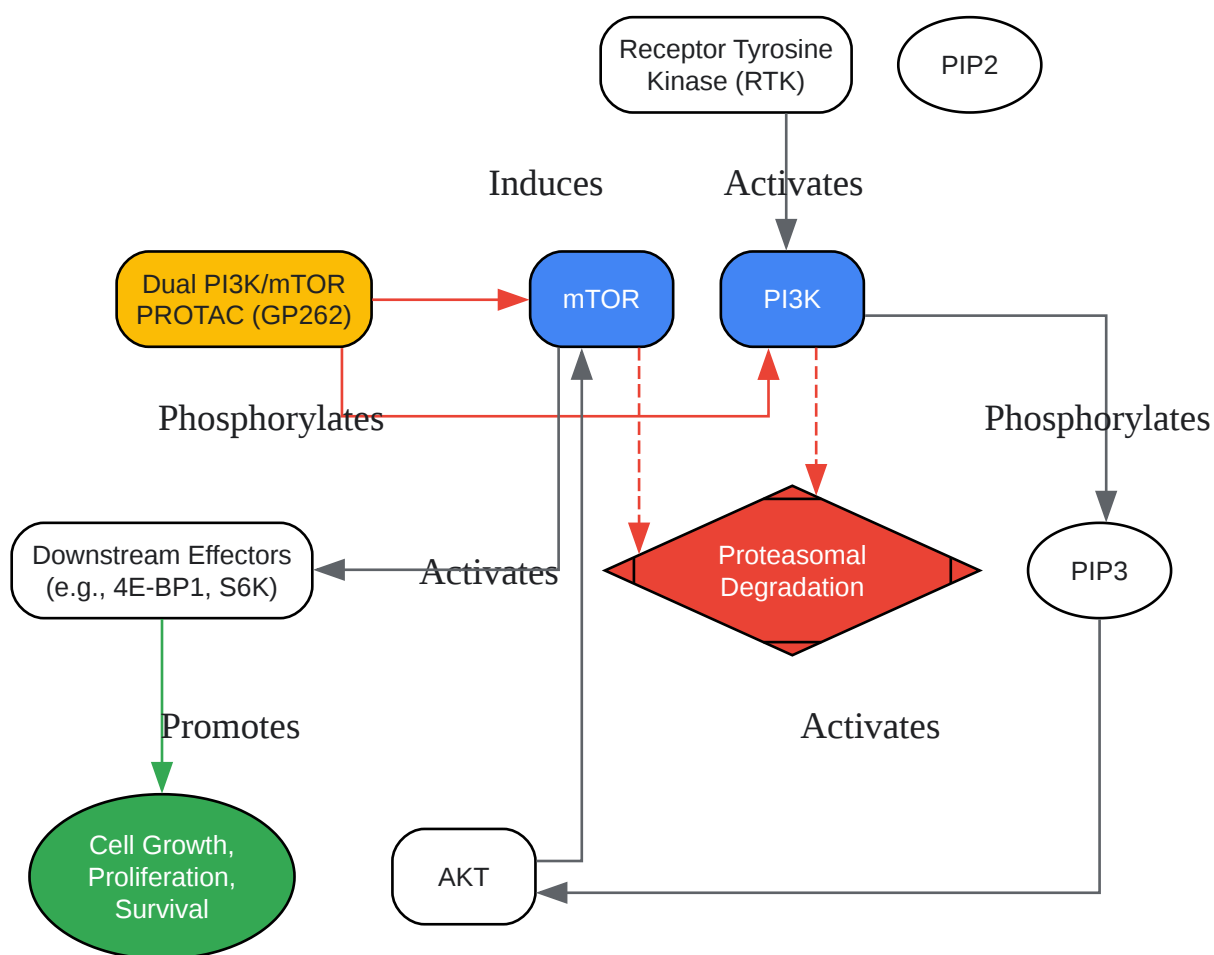 Receptor Tyrosine
Kinase (RTK)
PIP2
Induces
Activates
Dual PI3K/mTOR
PROTAC (GP262)
mTOR
PI3K
Phosphorylates
Phosphorylates
Downstream Effectors
(e.g., 4E-BP1, S6K)
Activates
Proteasomal
Degradation
PIP3
Promotes
Activates
Cell Growth,
Proliferation,
Survival
AKT